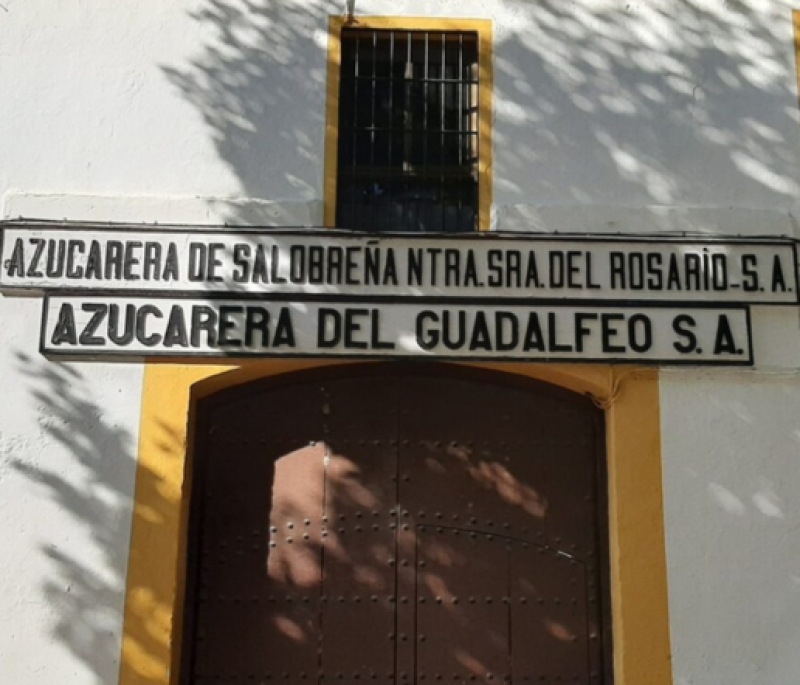 AZUCARERA DE SALOBREÑA NTRA.SRA.DEL ROSARIO-S.A.
AZUCARERA DEL GUADALFEO S.A.